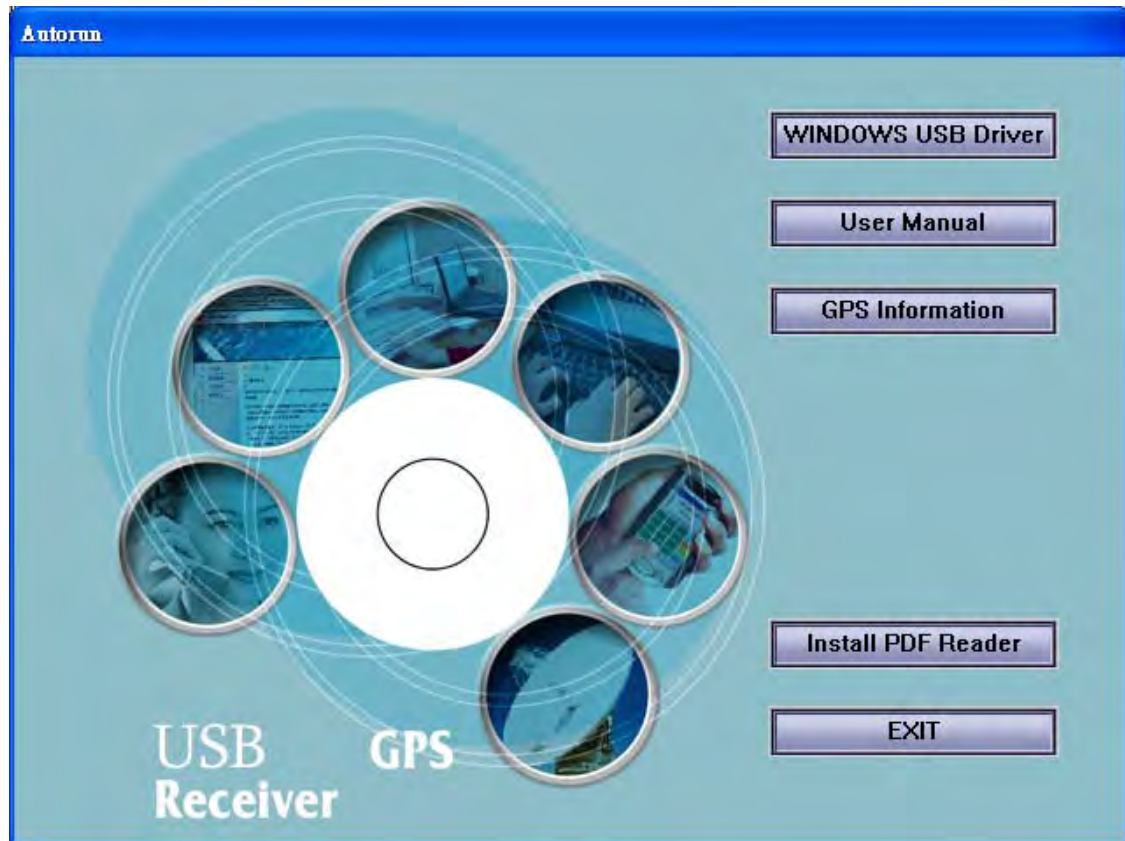 Autorun
WINDOWS USB Driver
User Manual
GPS Information
Install PDF Reader
EXIT
USB GPS
Receiver